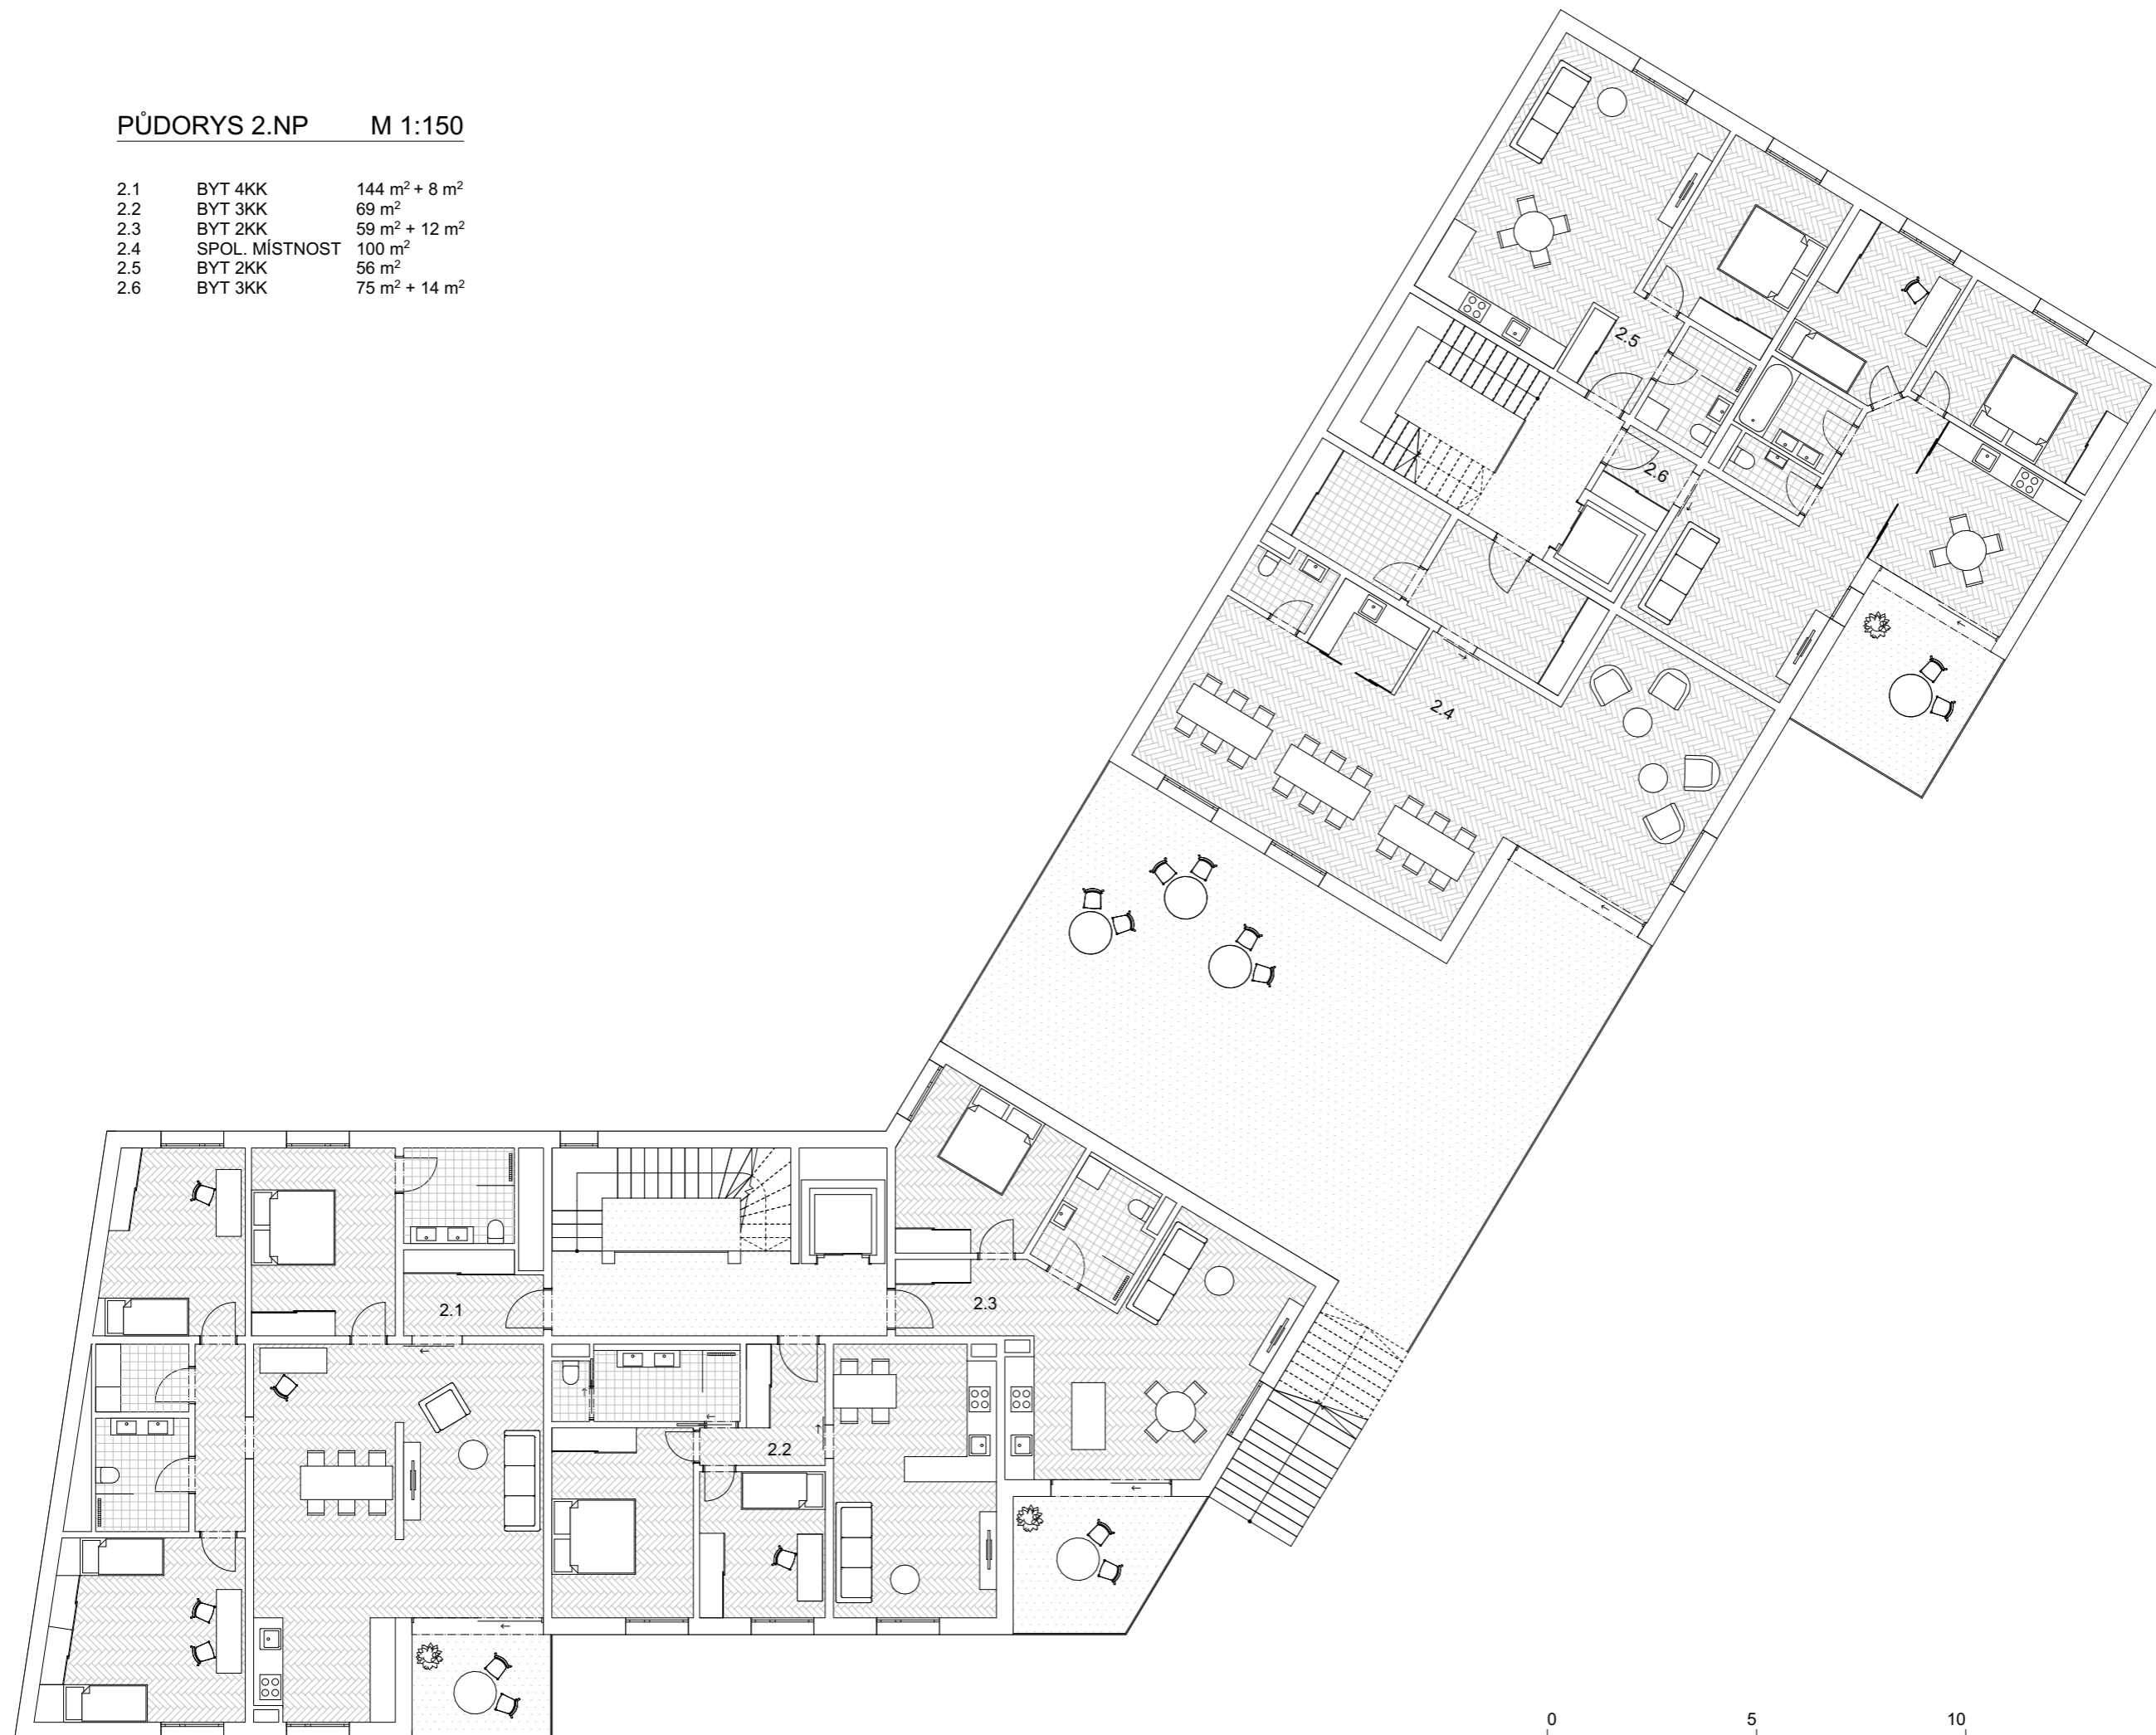 PŮDORYS 2.NP M 1:150
2.1 BYT 4KK 144 m² + 8 m²
2.2 BYT 3KK 69 m²
2.3 BYT 2KK 59 m² + 12 m²
2.4 SPOL. MÍSTNOST 100 m²
2.5 BYT 2KK 56 m²
2.6 BYT 3KK 75 m² + 14 m²
2.5
2.6
2.4
2.1
2.3
2.2
0 5 10